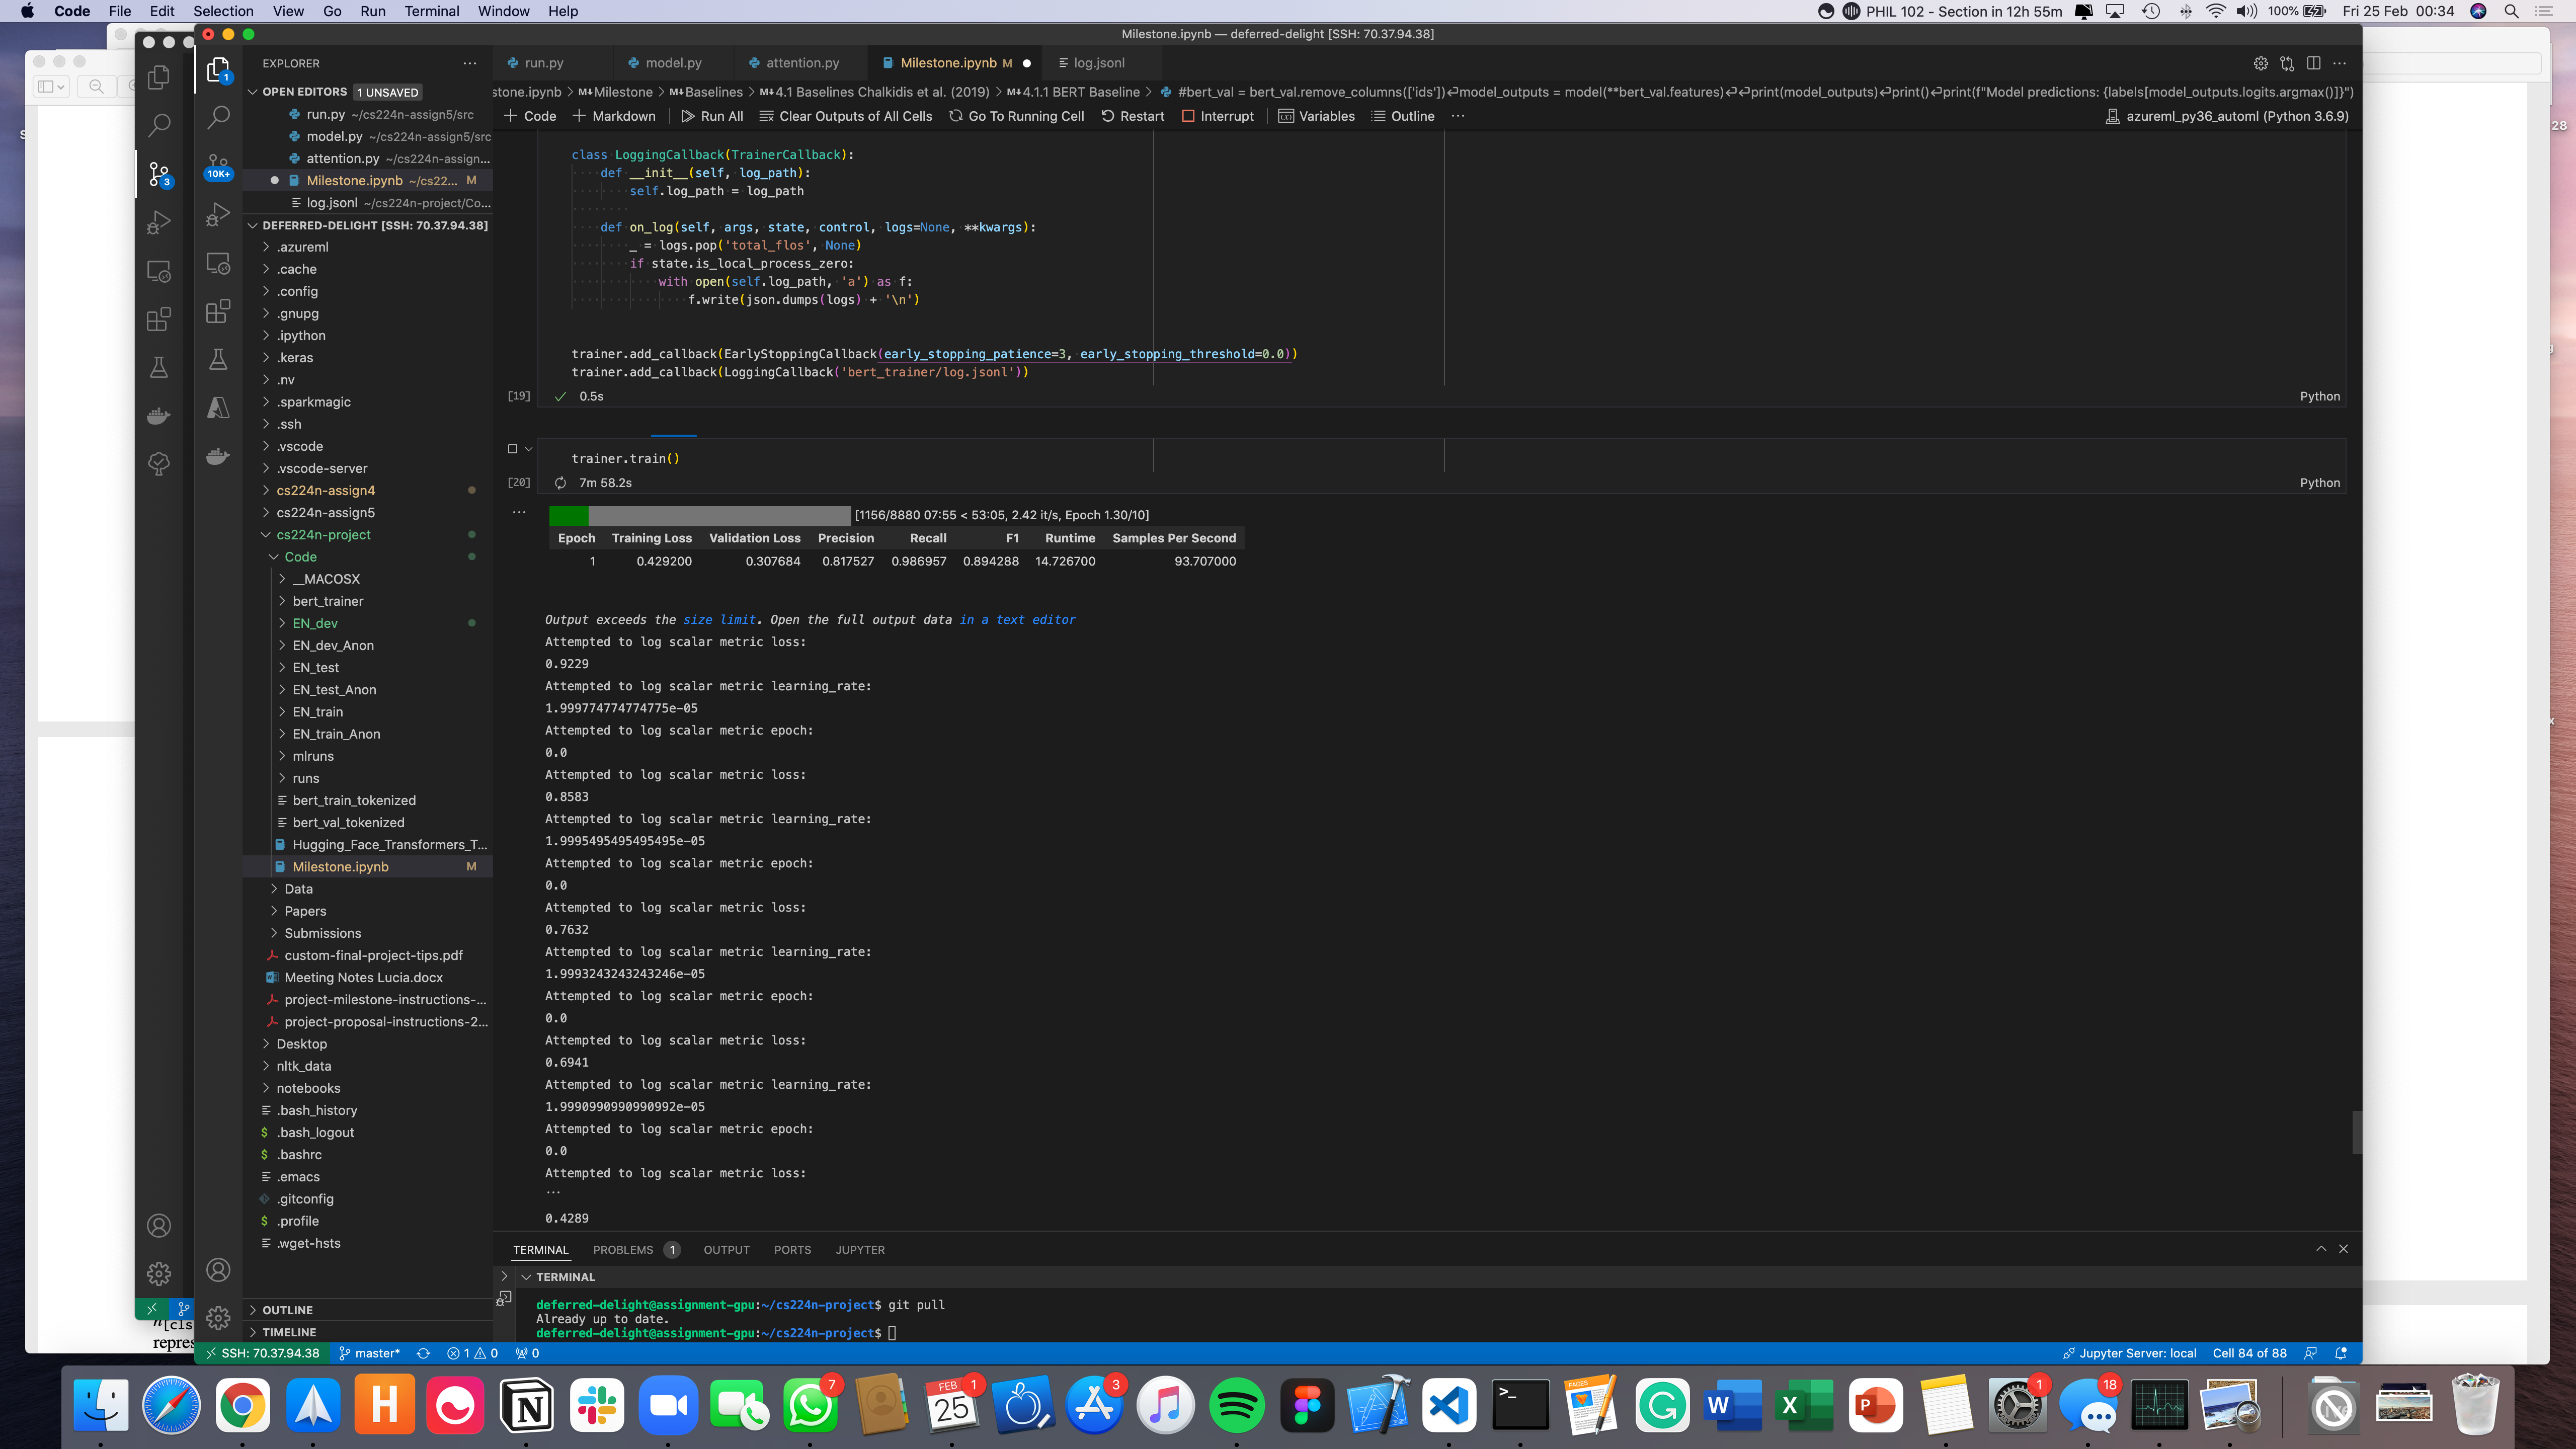 Code File Edit Selection View Go Run Terminal Window Help
PHIL 102 - Section in 12h 55m 100% Fri 25 Feb 00:34
Milestone.ipynb — deferred-delight [SSH: 70.37.94.38]
EXPLORER
run.py model.py attention.py Milestone.ipynb M log.jsonl
OPEN EDITORS 1 UNSAVED
stone.ipynb > M↓Milestone > M↓Baselines > M↓4.1 Baselines Chalkidis et al. (2019) > M↓4.1.1 BERT Baseline > #bert_val = bert_val.remove_columns(['ids'])↵model_outputs = model(**bert_val.features)↵↵print(model_outputs)↵print()↵print(f"Model predictions: {labels[model_outputs.logits.argmax()]}")
Code Markdown Run All Clear Outputs of All Cells Go To Running Cell Restart Interrupt Variables Outline ...
azureml_py36_automl (Python 3.6.9)
run.py ~/cs224n-assign5/src
model.py ~/cs224n-assign5/src
attention.py ~/cs224n-assign...
Milestone.ipynb ~/cs22... M
log.jsonl ~/cs224n-project/Co...
DEFERRED-DELIGHT [SSH: 70.37.94.38]
.azureml
.cache
.config
.gnupg
.ipython
.keras
.nv
.sparkmagic
.ssh
.vscode
.vscode-server
cs224n-assign4
cs224n-assign5
cs224n-project
Code
__MACOSX
bert_trainer
EN_dev
EN_dev_Anon
EN_test
EN_test_Anon
EN_train
EN_train_Anon
mlruns
runs
bert_train_tokenized
bert_val_tokenized
Hugging_Face_Transformers_T...
Milestone.ipynb M
Data
Papers
Submissions
custom-final-project-tips.pdf
Meeting Notes Lucia.docx
project-milestone-instructions-...
project-proposal-instructions-2...
Desktop
nltk_data
notebooks
.bash_history
.bash_logout
.bashrc
.emacs
.gitconfig
.profile
.wget-hsts
OUTLINE
TIMELINE
1
10K+
3
class LoggingCallback(TrainerCallback):
def __init__(self, log_path):
self.log_path = log_path
def on_log(self, args, state, control, logs=None, **kwargs):
_ = logs.pop('total_flos', None)
if state.is_local_process_zero:
with open(self.log_path, 'a') as f:
f.write(json.dumps(logs) + '\n')
trainer.add_callback(EarlyStoppingCallback(early_stopping_patience=3, early_stopping_threshold=0.0))
trainer.add_callback(LoggingCallback('bert_trainer/log.jsonl'))
[19] 0.5s Python
trainer.train()
[20] 7m 58.2s Python
[1156/8880 07:55 < 53:05, 2.42 it/s, Epoch 1.30/10]
Epoch Training Loss Validation Loss Precision Recall F1 Runtime Samples Per Second
1 0.429200 0.307684 0.817527 0.986957 0.894288 14.726700 93.707000
Output exceeds the size limit. Open the full output data in a text editor
Attempted to log scalar metric loss:
0.9229
Attempted to log scalar metric learning_rate:
1.999774774774775e-05
Attempted to log scalar metric epoch:
0.0
Attempted to log scalar metric loss:
0.8583
Attempted to log scalar metric learning_rate:
1.9995495495495495e-05
Attempted to log scalar metric epoch:
0.0
Attempted to log scalar metric loss:
0.7632
Attempted to log scalar metric learning_rate:
1.9993243243243246e-05
Attempted to log scalar metric epoch:
0.0
Attempted to log scalar metric loss:
0.6941
Attempted to log scalar metric learning_rate:
1.9990990990990992e-05
Attempted to log scalar metric epoch:
0.0
Attempted to log scalar metric loss:
...
0.4289
TERMINAL PROBLEMS 1 OUTPUT PORTS JUPYTER
TERMINAL
deferred-delight@assignment-gpu:~/cs224n-project$ git pull
Already up to date.
deferred-delight@assignment-gpu:~/cs224n-project$
SSH: 70.37.94.38 master* 1 0 0
Jupyter Server: local Cell 84 of 88
[cls
repres
28
7
FEB 25 1
3
PAGES
1
18